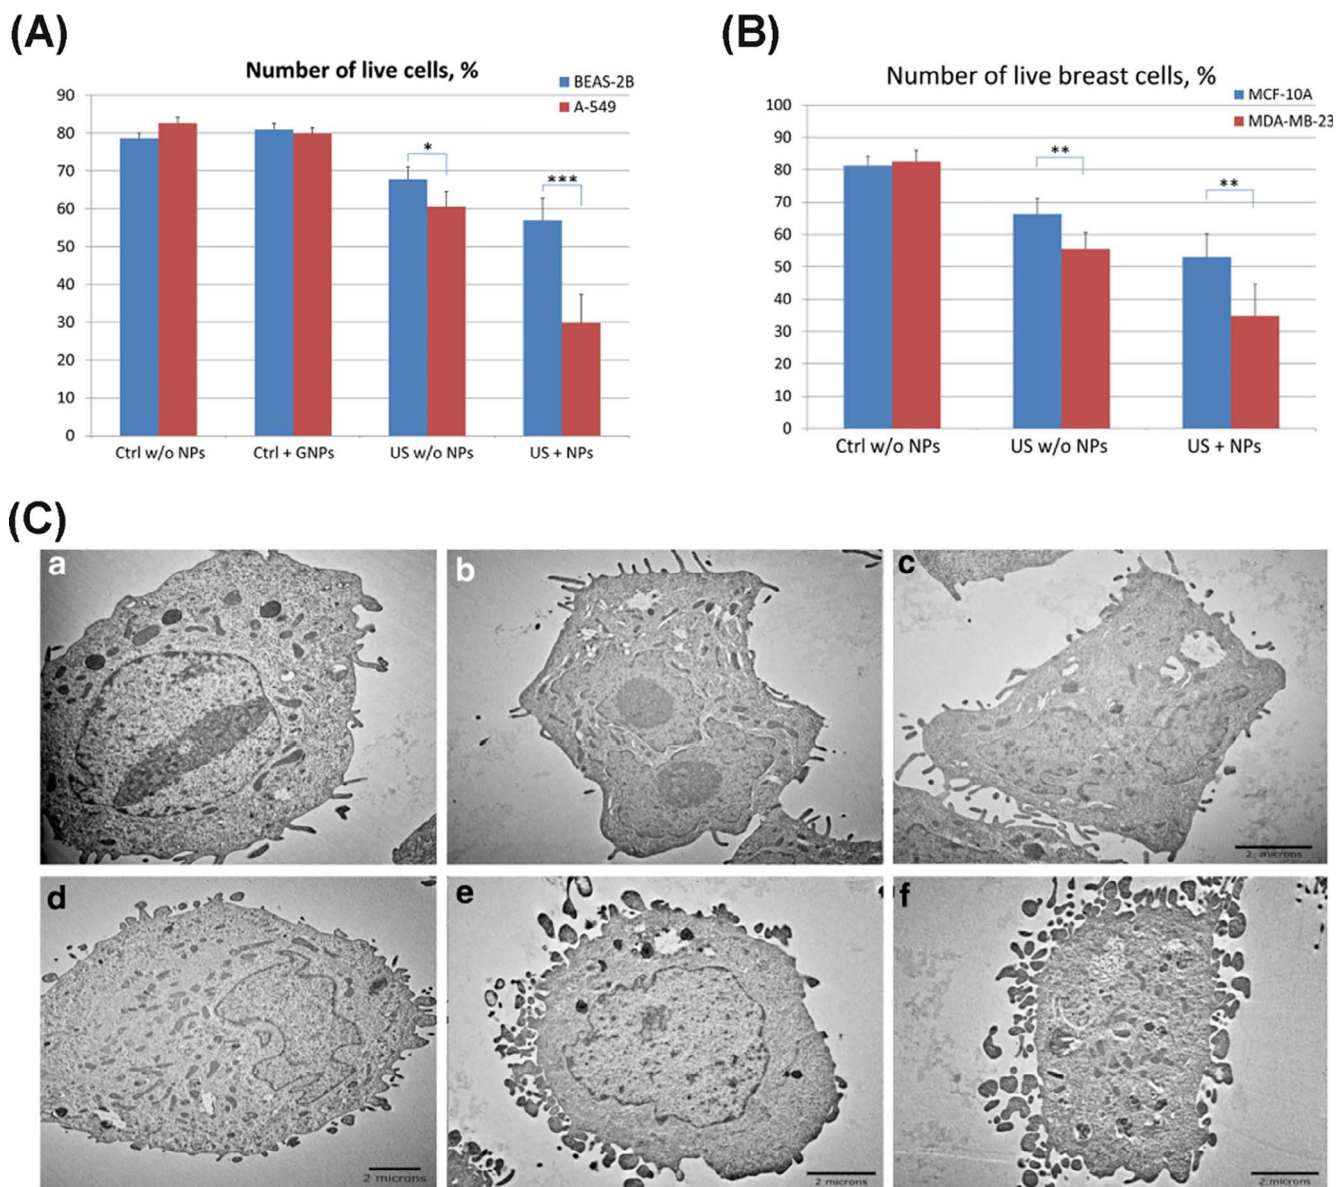 (A)
Number of live cells, %
BEAS-2B
A-549
90
80
70
60
50
40
30
20
10
0
*
***
Ctrl w/o NPs
Ctrl + GNPs
US w/o NPs
US + NPs
(B)
Number of live breast cells, %
MCF-10A
MDA-MB-23
100
90
80
70
60
50
40
30
20
10
0
**
**
Ctrl w/o NPs
US w/o NPs
US + NPs
(C)
a
b
c
2 microns
d
2 microns
e
2 microns
f
2 microns